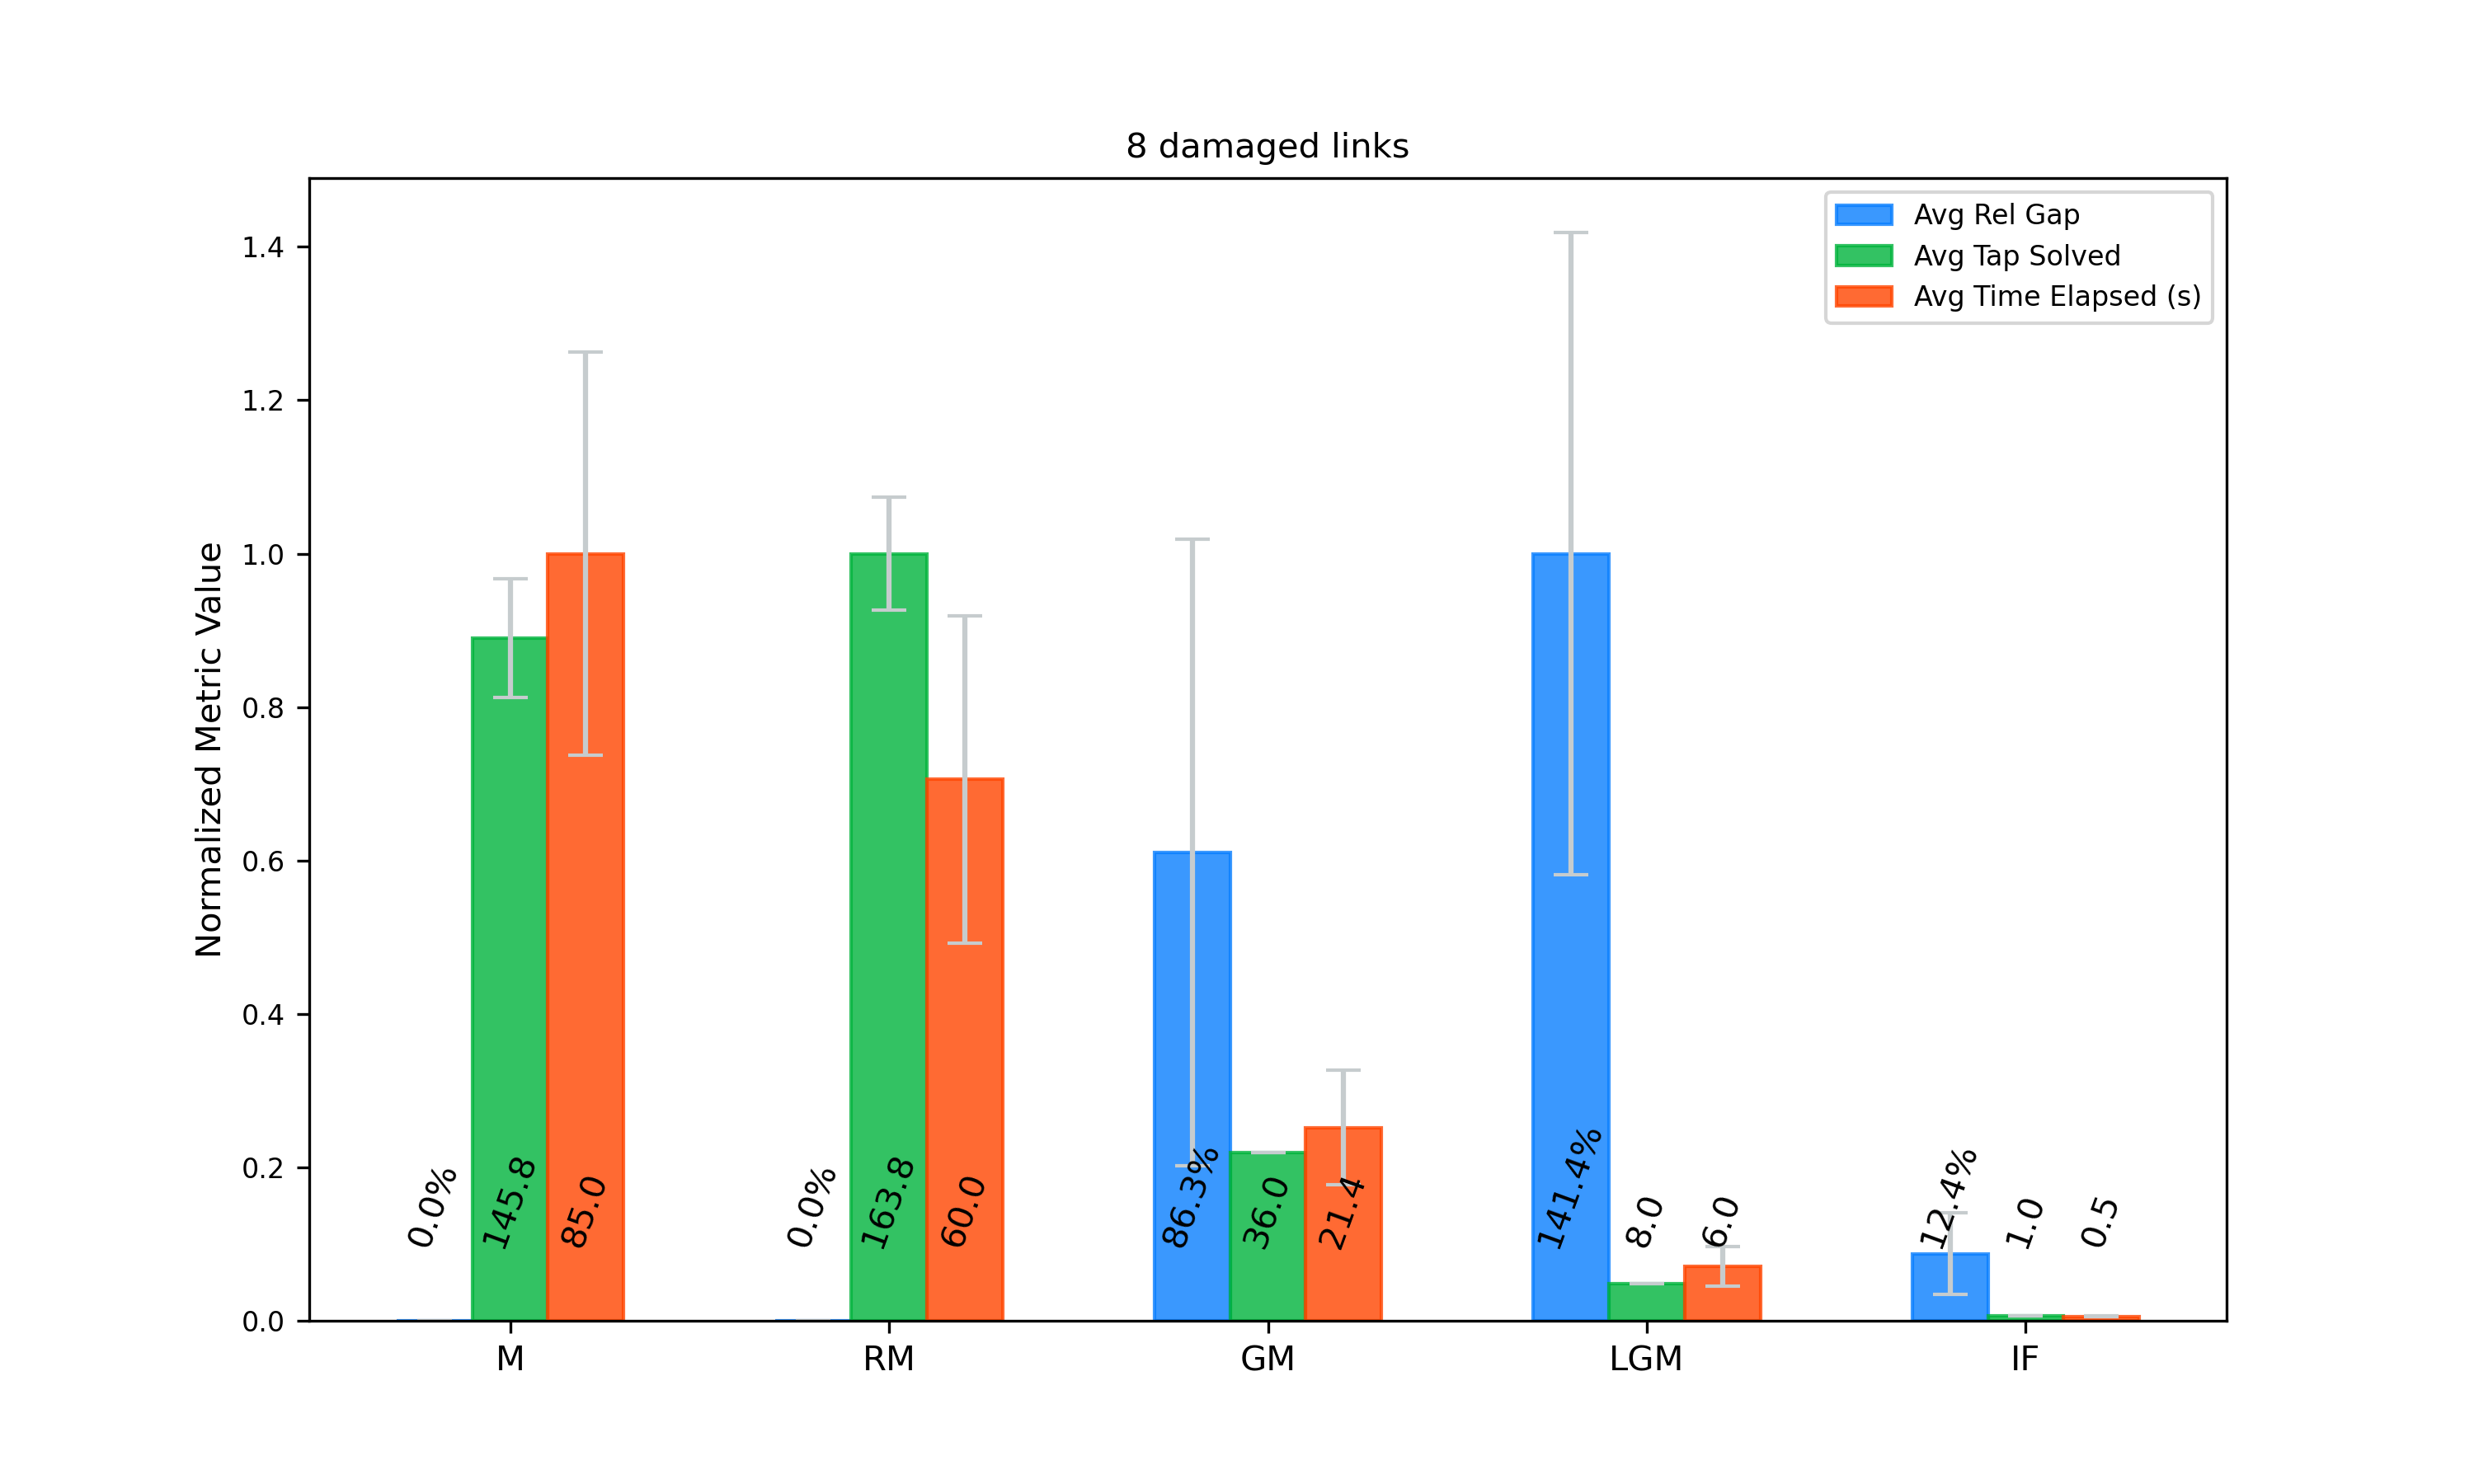 8 damaged links
Avg Rel Gap
Avg Tap Solved
Avg Time Elapsed (s)
Normalized Metric Value
1.4
1.2
1.0
0.8
0.6
0.4
0.2
0.0
0.0% 145.8 85.0
0.0% 163.8 60.0
86.3% 36.0 21.4
141.4% 8.0 6.0
12.4% 1.0 0.5
M RM GM LGM IF